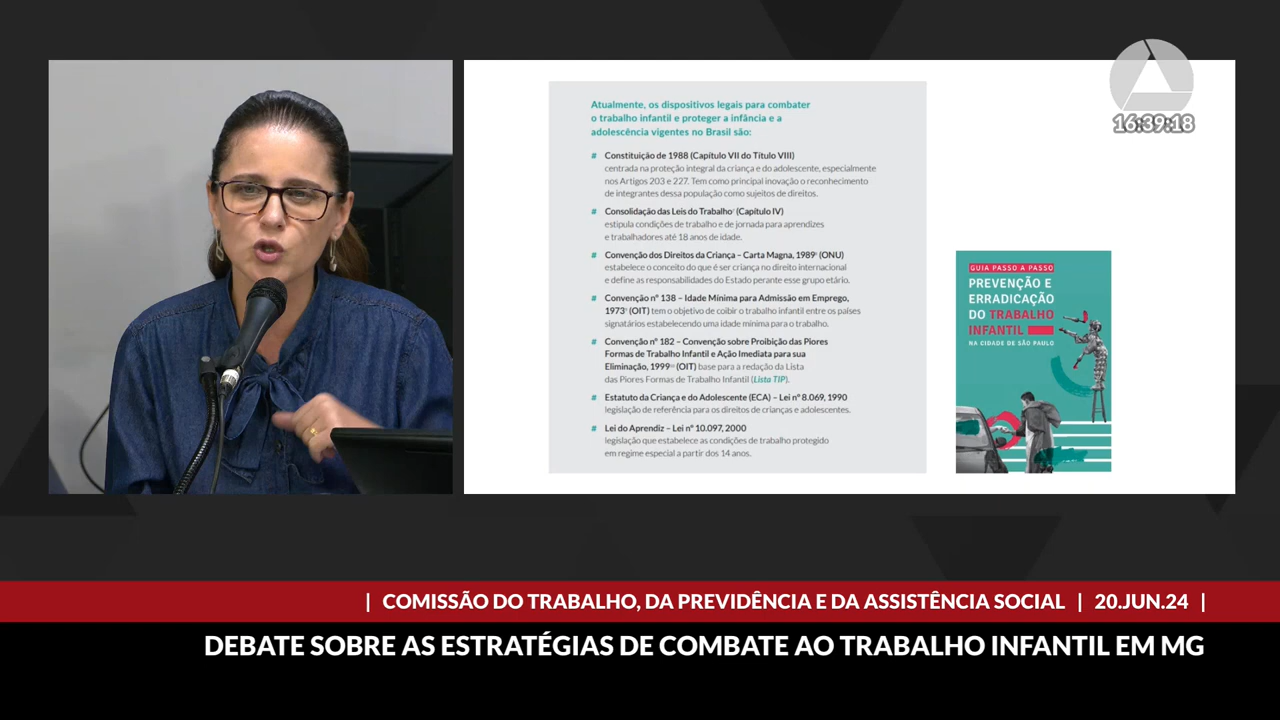 16:39:18
Atualmente, os dispositivos legais para combater
o trabalho infantil e proteger a infância e a
adolescência vigentes no Brasil são:
# Constituição de 1988 (Capítulo VII do Título VIII)
centrada na proteção integral da criança e do adolescente, especialmente
nos Artigos 203 e 227. Tem como principal inovação o reconhecimento
de integrantes dessa população como sujeitos de direitos.
# Consolidação das Leis do Trabalho (Capítulo IV)
estipula condições de trabalho e de jornada para aprendizes
e trabalhadores até 18 anos de idade.
# Convenção dos Direitos da Criança – Carta Magna, 1989 (ONU)
estabelece o conceito do que é ser criança no direito internacional
e define as responsabilidades do Estado perante esse grupo etário.
# Convenção nº 138 – Idade Mínima para Admissão em Emprego,
1973 (OIT) tem o objetivo de coibir o trabalho infantil entre os países
signatários estabelecendo uma idade mínima para o trabalho.
# Convenção nº 182 – Convenção sobre Proibição das Piores
Formas de Trabalho Infantil e Ação Imediata para sua
Eliminação, 1999 (OIT) base para a redação da Lista
das Piores Formas de Trabalho Infantil (Lista TIP).
# Estatuto da Criança e do Adolescente (ECA) – Lei nº 8.069, 1990
legislação de referência para os direitos de crianças e adolescentes.
# Lei do Aprendiz – Lei nº 10.097, 2000
legislação que estabelece as condições de trabalho protegido
em regime especial a partir dos 14 anos.
GUIA PASSO A PASSO
PREVENÇÃO E
ERRADICAÇÃO
DO TRABALHO
INFANTIL
NA CIDADE DE SÃO PAULO
| COMISSÃO DO TRABALHO, DA PREVIDÊNCIA E DA ASSISTÊNCIA SOCIAL | 20.JUN.24 |
DEBATE SOBRE AS ESTRATÉGIAS DE COMBATE AO TRABALHO INFANTIL EM MG